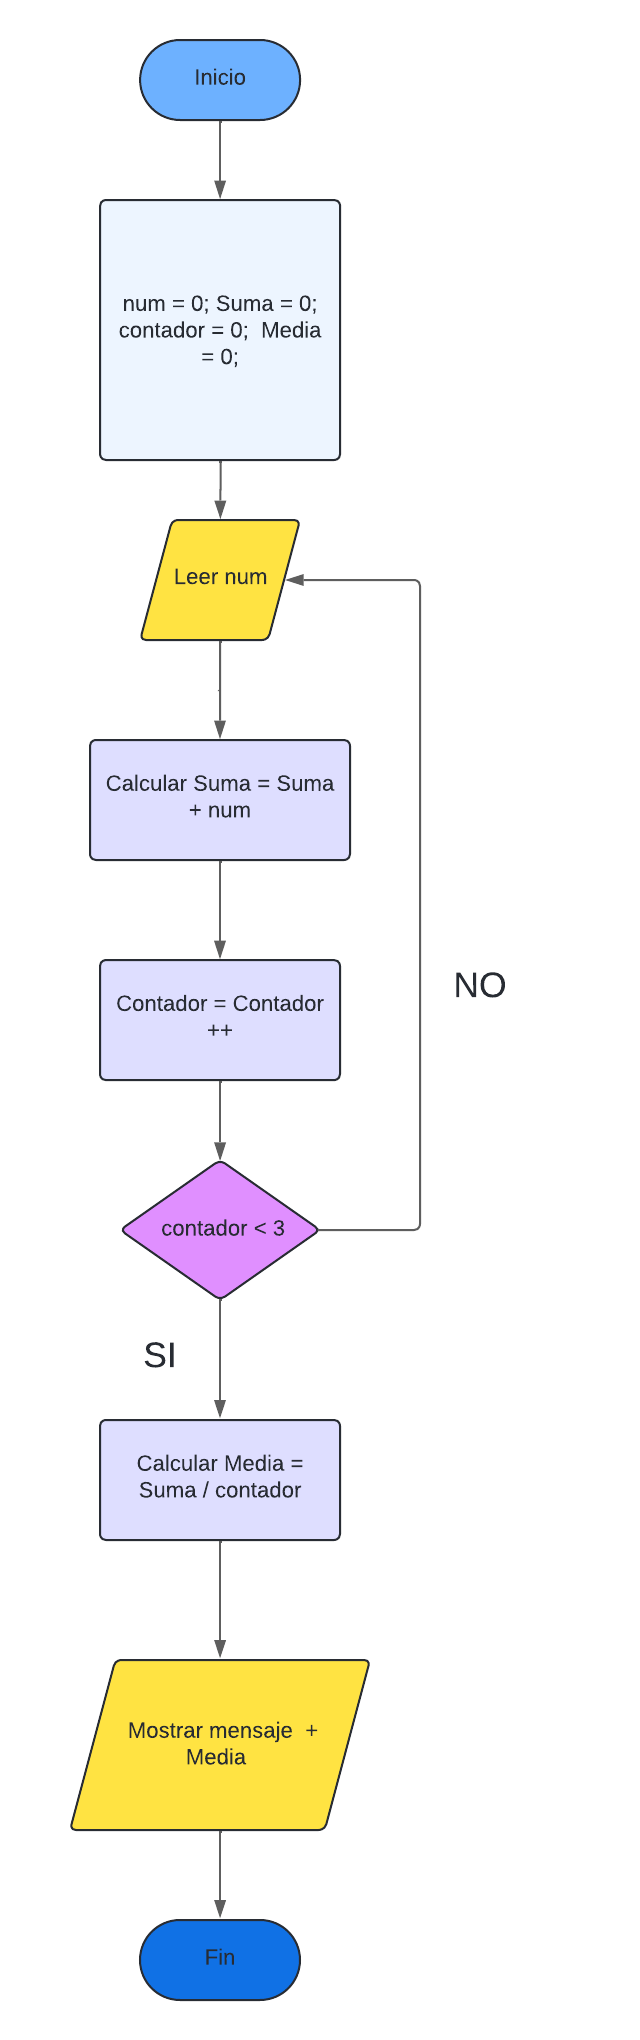 Inicio
num = 0; Suma = 0;
contador = 0;  Media
= 0;
Leer num
Calcular Suma = Suma
+ num
NO
Contador = Contador
++
contador < 3
SI
Calcular Media =
Suma / contador
Mostrar mensaje  +
Media
Fin